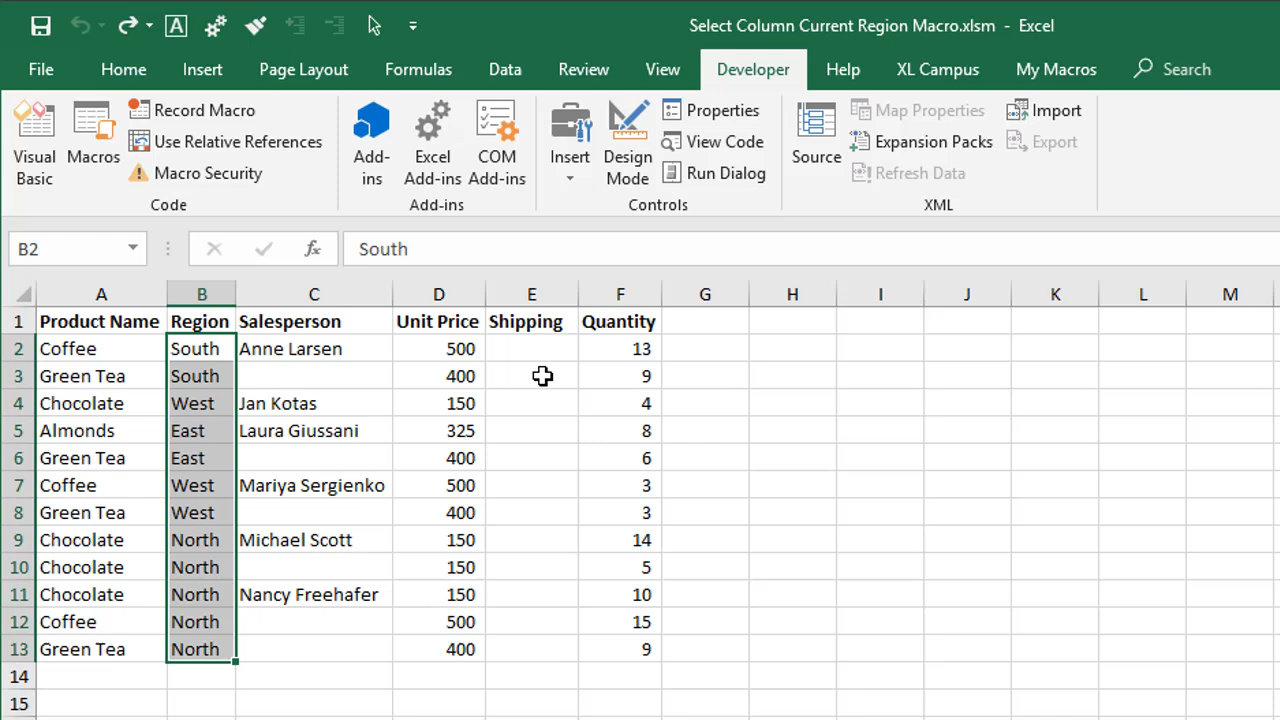 Select Column Current Region Macro.xlsm - Excel
File Home Insert Page Layout Formulas Data Review View Developer Help XL Campus My Macros Search
Visual Basic
Macros
Record Macro
Use Relative References
Macro Security
Code
Add-ins
Excel Add-ins
COM Add-ins
Add-ins
Insert
Design Mode
Properties
View Code
Run Dialog
Controls
Source
Map Properties
Expansion Packs
Refresh Data
Import
Export
XML
B2 fx South
A B C D E F G H I J K L M
1 Product Name Region Salesperson Unit Price Shipping Quantity
2 Coffee South Anne Larsen 500 13
3 Green Tea South 400 9
4 Chocolate West Jan Kotas 150 4
5 Almonds East Laura Giussani 325 8
6 Green Tea East 400 6
7 Coffee West Mariya Sergienko 500 3
8 Green Tea West 400 3
9 Chocolate North Michael Scott 150 14
10 Chocolate North 150 5
11 Chocolate North Nancy Freehafer 150 10
12 Coffee North 500 15
13 Green Tea North 400 9
14
15